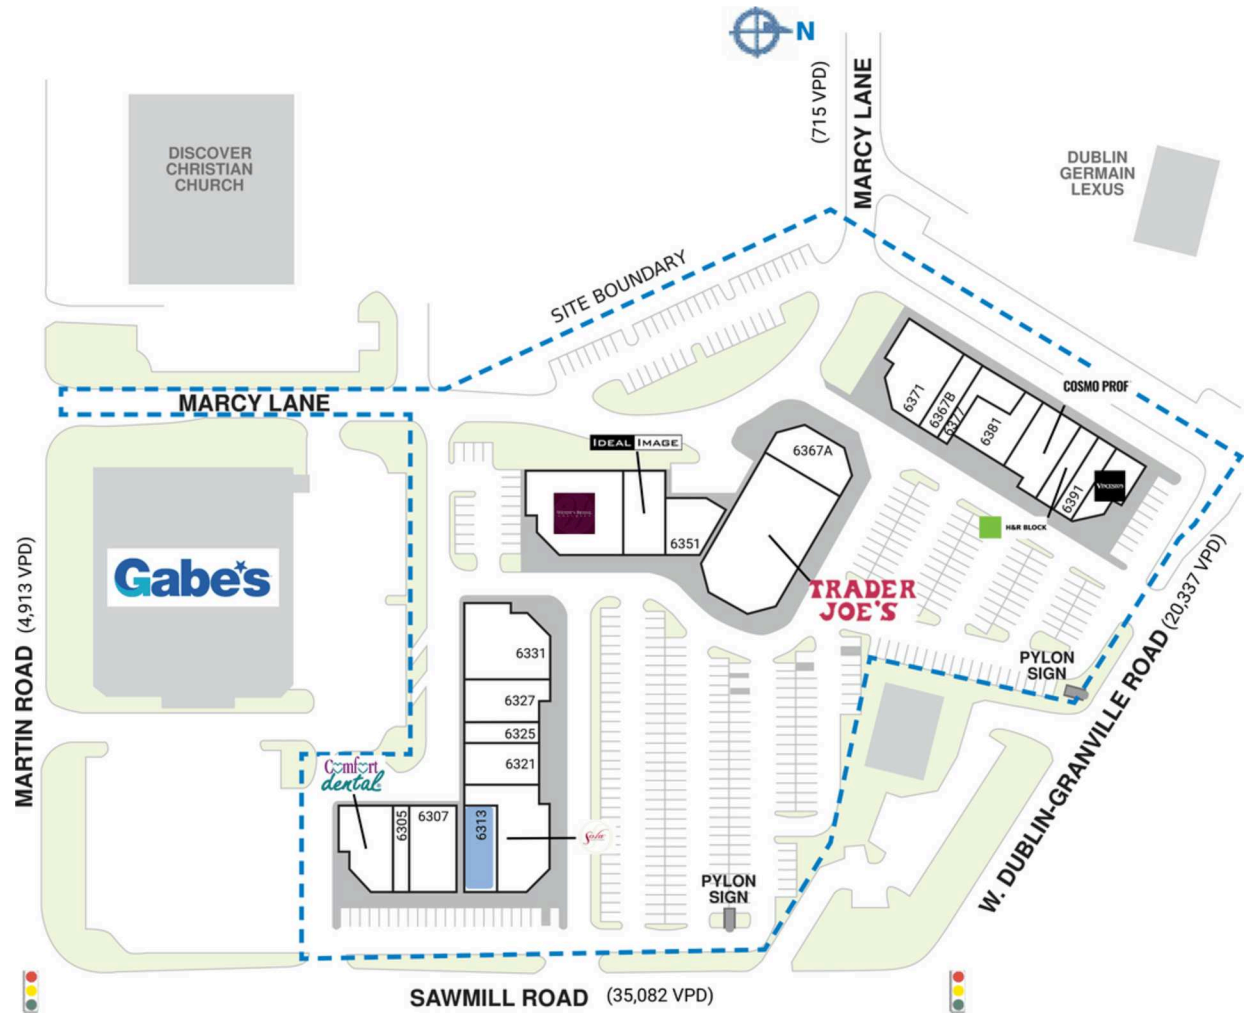 N
(715 VPD)
MARCY LANE
DISCOVER
CHRISTIAN
CHURCH
DUBLIN
GERMAIN
LEXUS
SITE BOUNDARY
MARCY LANE
COSMO PROF
6371
6367B
6377
6381
6391
H&R BLOCK
IDEAL IMAGE
6367A
6351
TRADER
JOE'S
Gabe's
MARTIN ROAD (4,913 VPD)
6331
6327
6325
6321
PYLON
SIGN
W. DUBLIN-GRANVILLE ROAD (20,337 VPD)
Comfort
dental
6305
6307
6313
PYLON
SIGN
SAWMILL ROAD (35,082 VPD)